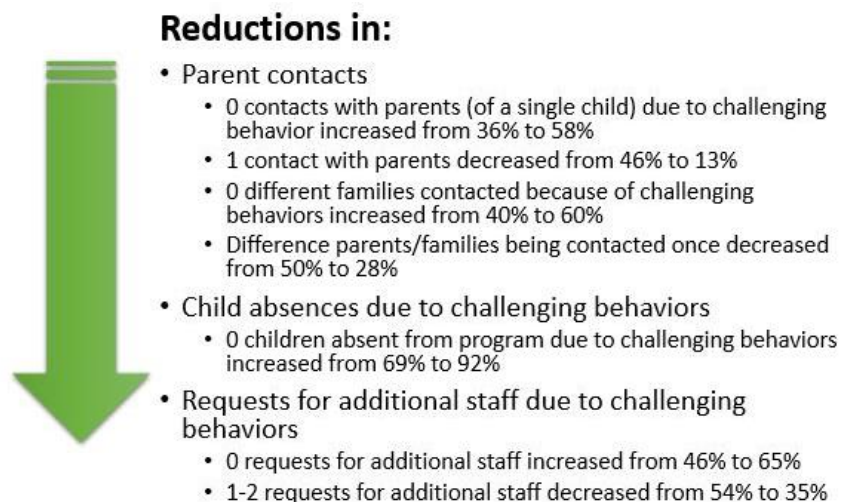 Reductions in:
• Parent contacts
• 0 contacts with parents (of a single child) due to challenging
behavior increased from 36% to 58%
• 1 contact with parents decreased from 46% to 13%
• 0 different families contacted because of challenging
behaviors increased from 40% to 60%
• Difference parents/families being contacted once decreased
from 50% to 28%
• Child absences due to challenging behaviors
• 0 children absent from program due to challenging behaviors
increased from 69% to 92%
• Requests for additional staff due to challenging
behaviors
• 0 requests for additional staff increased from 46% to 65%
• 1-2 requests for additional staff decreased from 54% to 35%